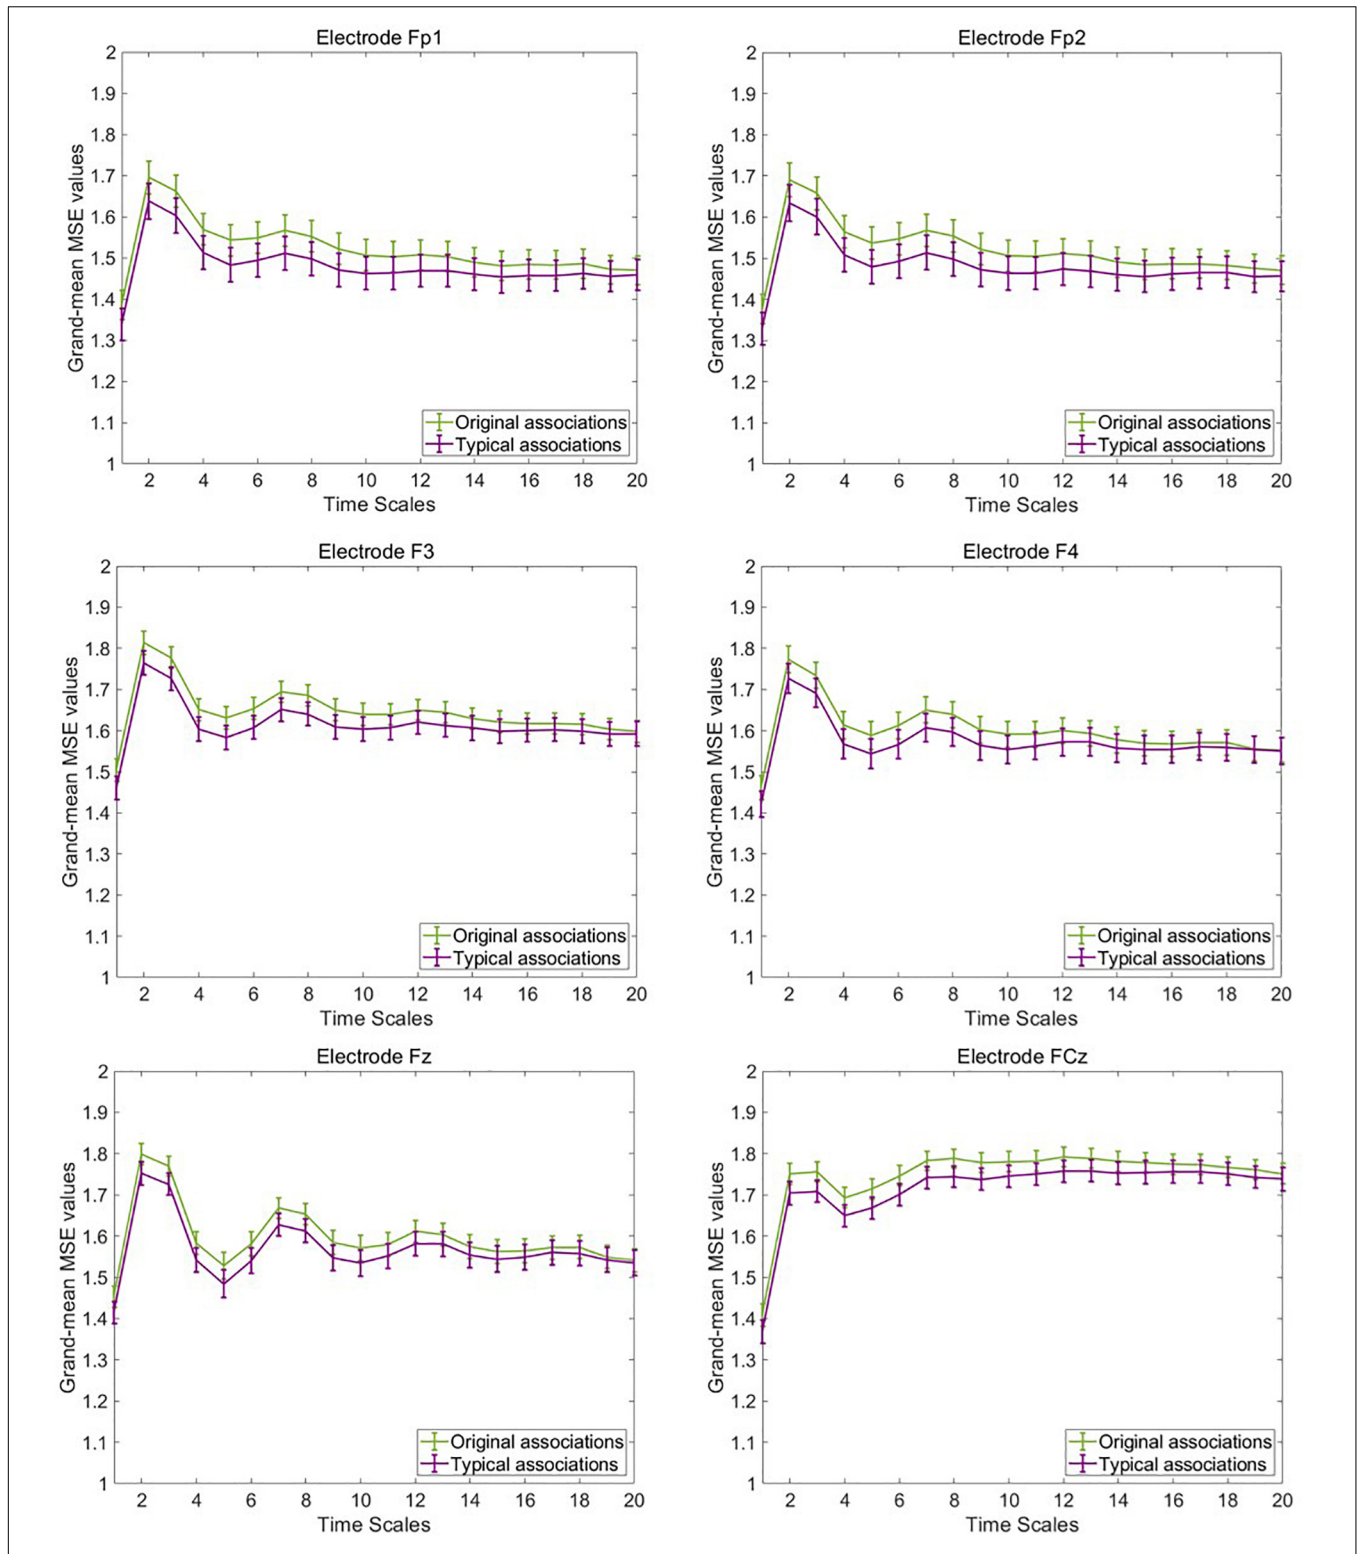 Electrode Fp1
2
1.9
1.8
1.7
1.6
1.5
1.4
1.3
1.2
1.1
1
Grand-mean MSE values
Original associations
Typical associations
2 4 6 8 10 12 14 16 18 20
Time Scales
Electrode Fp2
2
1.9
1.8
1.7
1.6
1.5
1.4
1.3
1.2
1.1
1
Grand-mean MSE values
Original associations
Typical associations
2 4 6 8 10 12 14 16 18 20
Time Scales
Electrode F3
2
1.9
1.8
1.7
1.6
1.5
1.4
1.3
1.2
1.1
1
Grand-mean MSE values
Original associations
Typical associations
2 4 6 8 10 12 14 16 18 20
Time Scales
Electrode F4
2
1.9
1.8
1.7
1.6
1.5
1.4
1.3
1.2
1.1
1
Grand-mean MSE values
Original associations
Typical associations
2 4 6 8 10 12 14 16 18 20
Time Scales
Electrode Fz
2
1.9
1.8
1.7
1.6
1.5
1.4
1.3
1.2
1.1
1
Grand-mean MSE values
Original associations
Typical associations
2 4 6 8 10 12 14 16 18 20
Time Scales
Electrode FCz
2
1.9
1.8
1.7
1.6
1.5
1.4
1.3
1.2
1.1
1
Grand-mean MSE values
Original associations
Typical associations
2 4 6 8 10 12 14 16 18 20
Time Scales